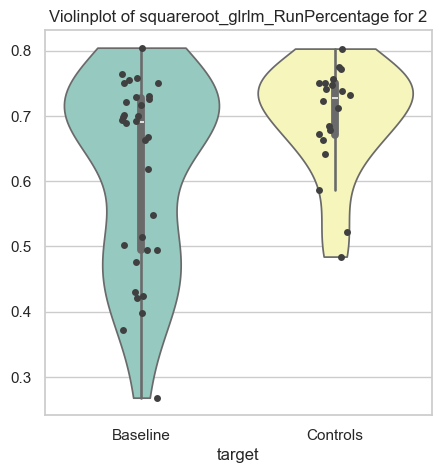 Violinplot of squareroot_glrlm_RunPercentage for 2
0.8
0.7
0.6
0.5
0.4
0.3
Baseline
Controls
target